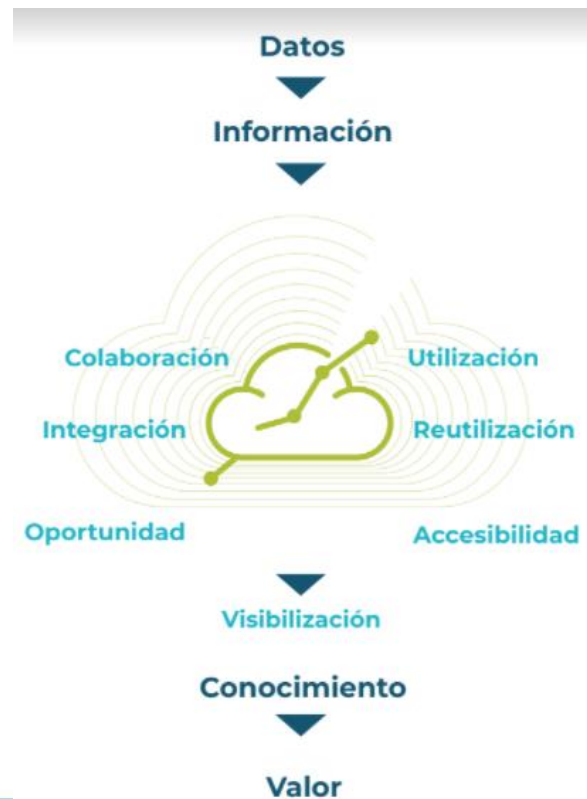 Datos
Información
Colaboración
Utilización
Integración
Reutilización
Oportunidad
Accesibilidad
Visibilización
Conocimiento
Valor